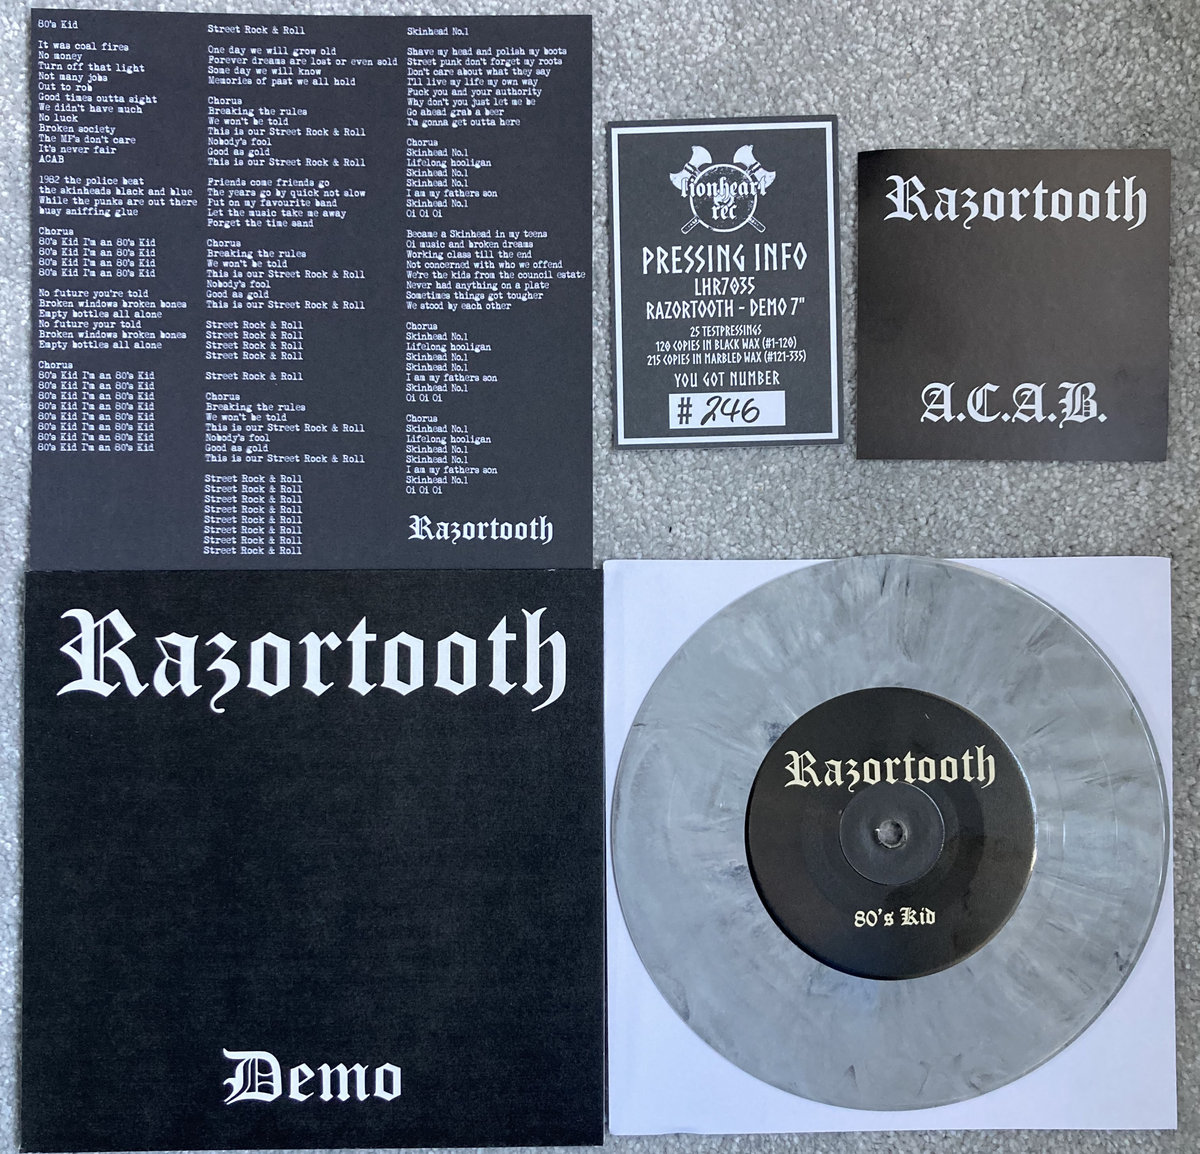 80's Kid
It was coal fires
No money
Turn off that light
Not many jobs
Out to rob
Good times outta sight
We didn't have much
No luck
Broken society
The MF's don't care
It's never fair
ACAB
1982 the police beat
the skinheads black and blue
While the punks are out there
busy sniffing glue
Chorus
80's Kid I'm an 80's Kid
80's Kid I'm an 80's Kid
80's Kid I'm an 80's Kid
80's Kid I'm an 80's Kid
No future you're told
Broken windows broken bones
Empty bottles all alone
No future your told
Broken windows broken bones
Empty bottles all alone
Chorus
80's Kid I'm an 80's Kid
80's Kid I'm an 80's Kid
80's Kid I'm an 80's Kid
80's Kid I'm an 80's Kid
80's Kid I'm an 80's Kid
80's Kid I'm an 80's Kid
80's Kid I'm an 80's Kid
80's Kid I'm an 80's Kid
Street Rock & Roll
One day we will grow old
Forever dreams are lost or even sold
Some day we will know
Memories of past we all hold
Chorus
Breaking the rules
We won't be told
This is our Street Rock & Roll
Nobody's fool
Good as gold
This is our Street Rock & Roll
Friends come friends go
The years go by quick not slow
Put on my favourite band
Let the music take me away
Forget the time sand
Chorus
Breaking the rules
We won't be told
This is our Street Rock & Roll
Nobody's fool
Good as gold
This is our Street Rock & Roll
Street Rock & Roll
Street Rock & Roll
Street Rock & Roll
Street Rock & Roll
Street Rock & Roll
Chorus
Breaking the rules
We won't be told
This is our Street Rock & Roll
Nobody's fool
Good as gold
This is our Street Rock & Roll
Street Rock & Roll
Street Rock & Roll
Street Rock & Roll
Street Rock & Roll
Street Rock & Roll
Street Rock & Roll
Street Rock & Roll
Street Rock & Roll
Skinhead No.1
Shave my head and polish my boots
Street punk don't forget my roots
Don't care about what they say
I'll live my life my own way
Fuck you and your authority
Why don't you just let me be
Go ahead grab a beer
I'm gonna get outta here
Chorus
Skinhead No.1
Lifelong hooligan
Skinhead No.1
Skinhead No.1
I am my fathers son
Skinhead No.1
Oi Oi Oi
Became a Skinhead in my teens
Oi music and broken dreams
Working class till the end
Not concerned with who we offend
We're the kids from the council estate
Never had anything on a plate
Sometimes things got tougher
We stood by each other
Chorus
Skinhead No.1
Lifelong hooligan
Skinhead No.1
Skinhead No.1
I am my fathers son
Skinhead No.1
Oi Oi Oi
Chorus
Skinhead No.1
Lifelong hooligan
Skinhead No.1
Skinhead No.1
I am my fathers son
Skinhead No.1
Oi Oi Oi
Razortooth
lionheart
rec
PRESSING INFO
LHR7035
RAZORTOOTH - DEMO 7"
25 TESTPRESSINGS
120 COPIES IN BLACK WAX (#1-120)
215 COPIES IN MARBLED WAX (#121-335)
YOU GOT NUMBER
# 246
Razortooth
A.C.A.B.
Razortooth
Demo
Razortooth
80's Kid